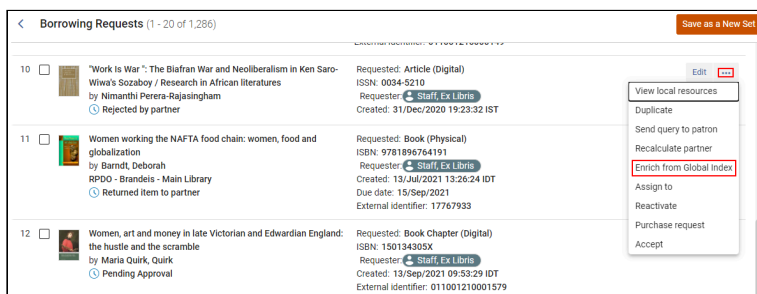 Borrowing Requests (1 - 20 of 1,286)
Save as a New Set
External identifier: 011001210001149
10 "Work Is War ": The Biafran War and Neoliberalism in Ken Saro-
Wiwa's Sozaboy / Research in African literatures
by Nimanthi Perera-Rajasingham
Rejected by partner
Requested: Article (Digital)
ISSN: 0034-5210
Requester: Staff, Ex Libris
Created: 31/Dec/2020 19:23:32 IST
Edit ...
View local resources
Duplicate
Send query to patron
Recalculate partner
Enrich from Global Index
Assign to
Reactivate
Purchase request
Accept
11 Women working the NAFTA food chain: women, food and
globalization
by Barndt, Deborah
RPDO - Brandeis - Main Library
Returned item to partner
Requested: Book (Physical)
ISBN: 9781896764191
Requester: Staff, Ex Libris
Created: 13/Jul/2021 13:26:24 IDT
Due date: 15/Sep/2021
External identifier: 17767933
12 Women, art and money in late Victorian and Edwardian England:
the hustle and the scramble
by Maria Quirk, Quirk
Pending Approval
Requested: Book Chapter (Digital)
ISBN: 150134305X
Requester: Staff, Ex Libris
Created: 13/Sep/2021 09:53:29 IDT
External identifier: 011001210001579